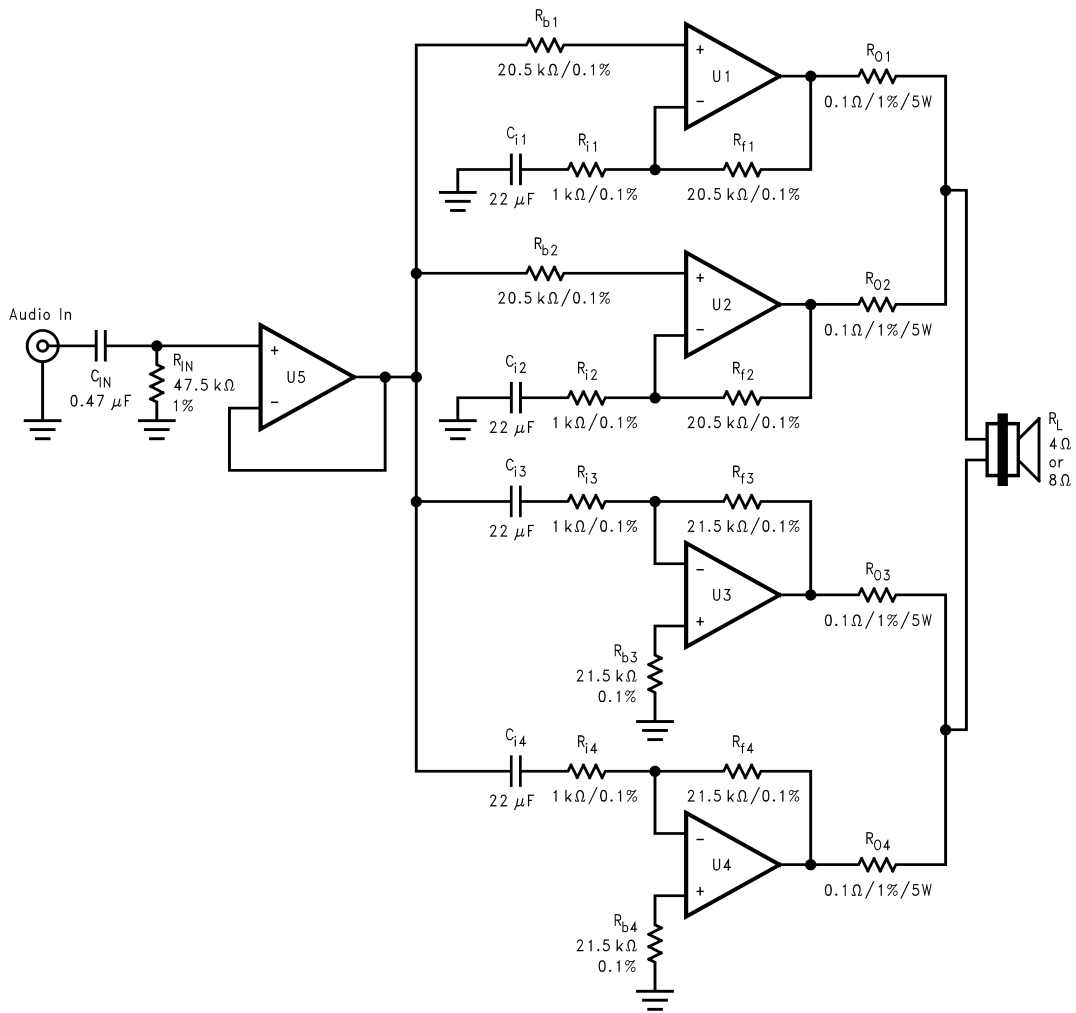 Rb1
20.5 kΩ/0.1%
+
U1
−
RO1
0.1Ω/1%/5W
Ci1
22 μF
Ri1
1 kΩ/0.1%
Rf1
20.5 kΩ/0.1%
Rb2
20.5 kΩ/0.1%
+
U2
−
RO2
0.1Ω/1%/5W
Audio In
CIN
0.47 μF
RIN
47.5 kΩ
1%
+
U5
−
Ci2
22 μF
Ri2
1 kΩ/0.1%
Rf2
20.5 kΩ/0.1%
RL
4Ω
or
8Ω
Ci3
22 μF
Ri3
1 kΩ/0.1%
Rf3
21.5 kΩ/0.1%
−
U3
+
RO3
0.1Ω/1%/5W
Rb3
21.5 kΩ
0.1%
Ci4
22 μF
Ri4
1 kΩ/0.1%
Rf4
21.5 kΩ/0.1%
−
U4
+
RO4
0.1Ω/1%/5W
Rb4
21.5 kΩ
0.1%